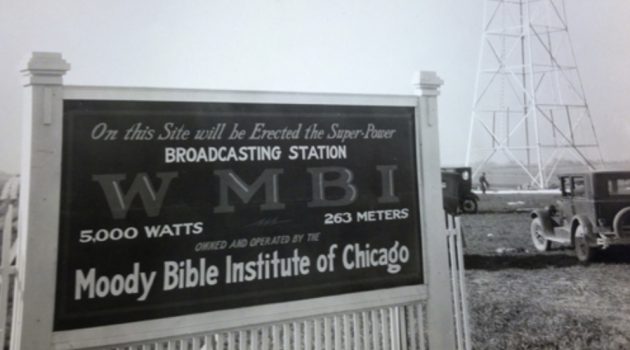 On this Site will be Erected the Super-Power
BROADCASTING STATION
WMBI
5,000 WATTS 263 METERS
OWNED AND OPERATED BY THE
Moody Bible Institute of Chicago